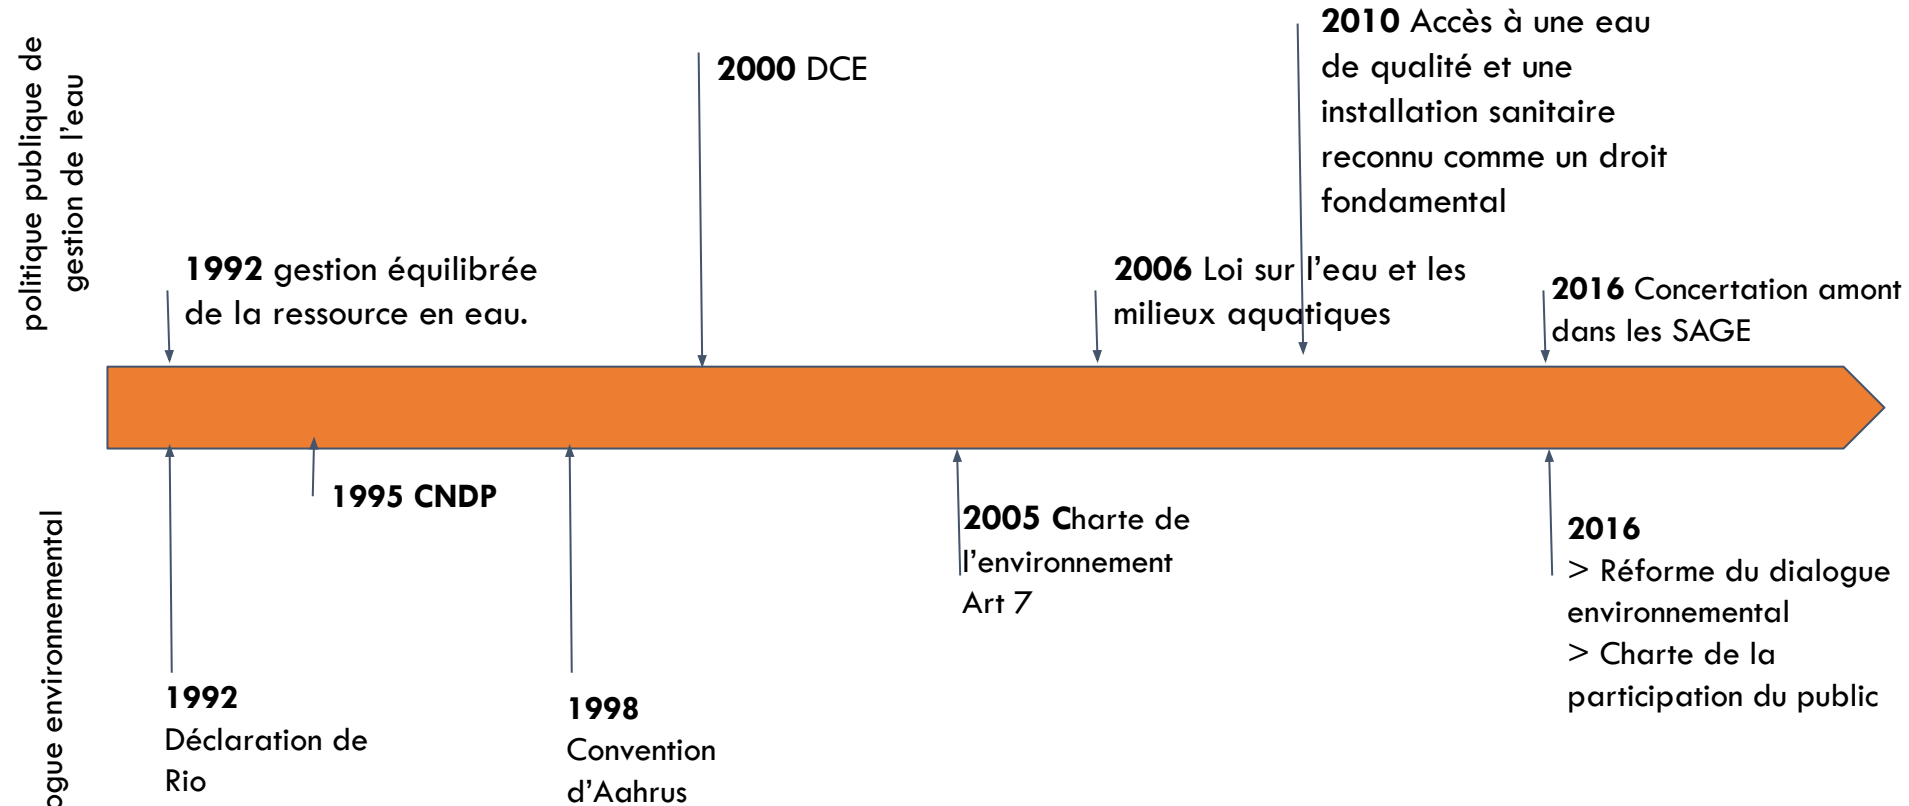 politique publique de
gestion de l'eau
1992 gestion équilibrée
de la ressource en eau.
2000 DCE
2006 Loi sur l'eau et les
milieux aquatiques
2010 Accès à une eau
de qualité et une
installation sanitaire
reconnu comme un droit
fondamental
2016 Concertation amont
dans les SAGE
environnemental
1992
Déclaration de
Rio
1995 CNDP
1998
Convention
d'Aahrus
2005 Charte de
l'environnement
Art 7
2016
> Réforme du dialogue
environnemental
> Charte de la
participation du public